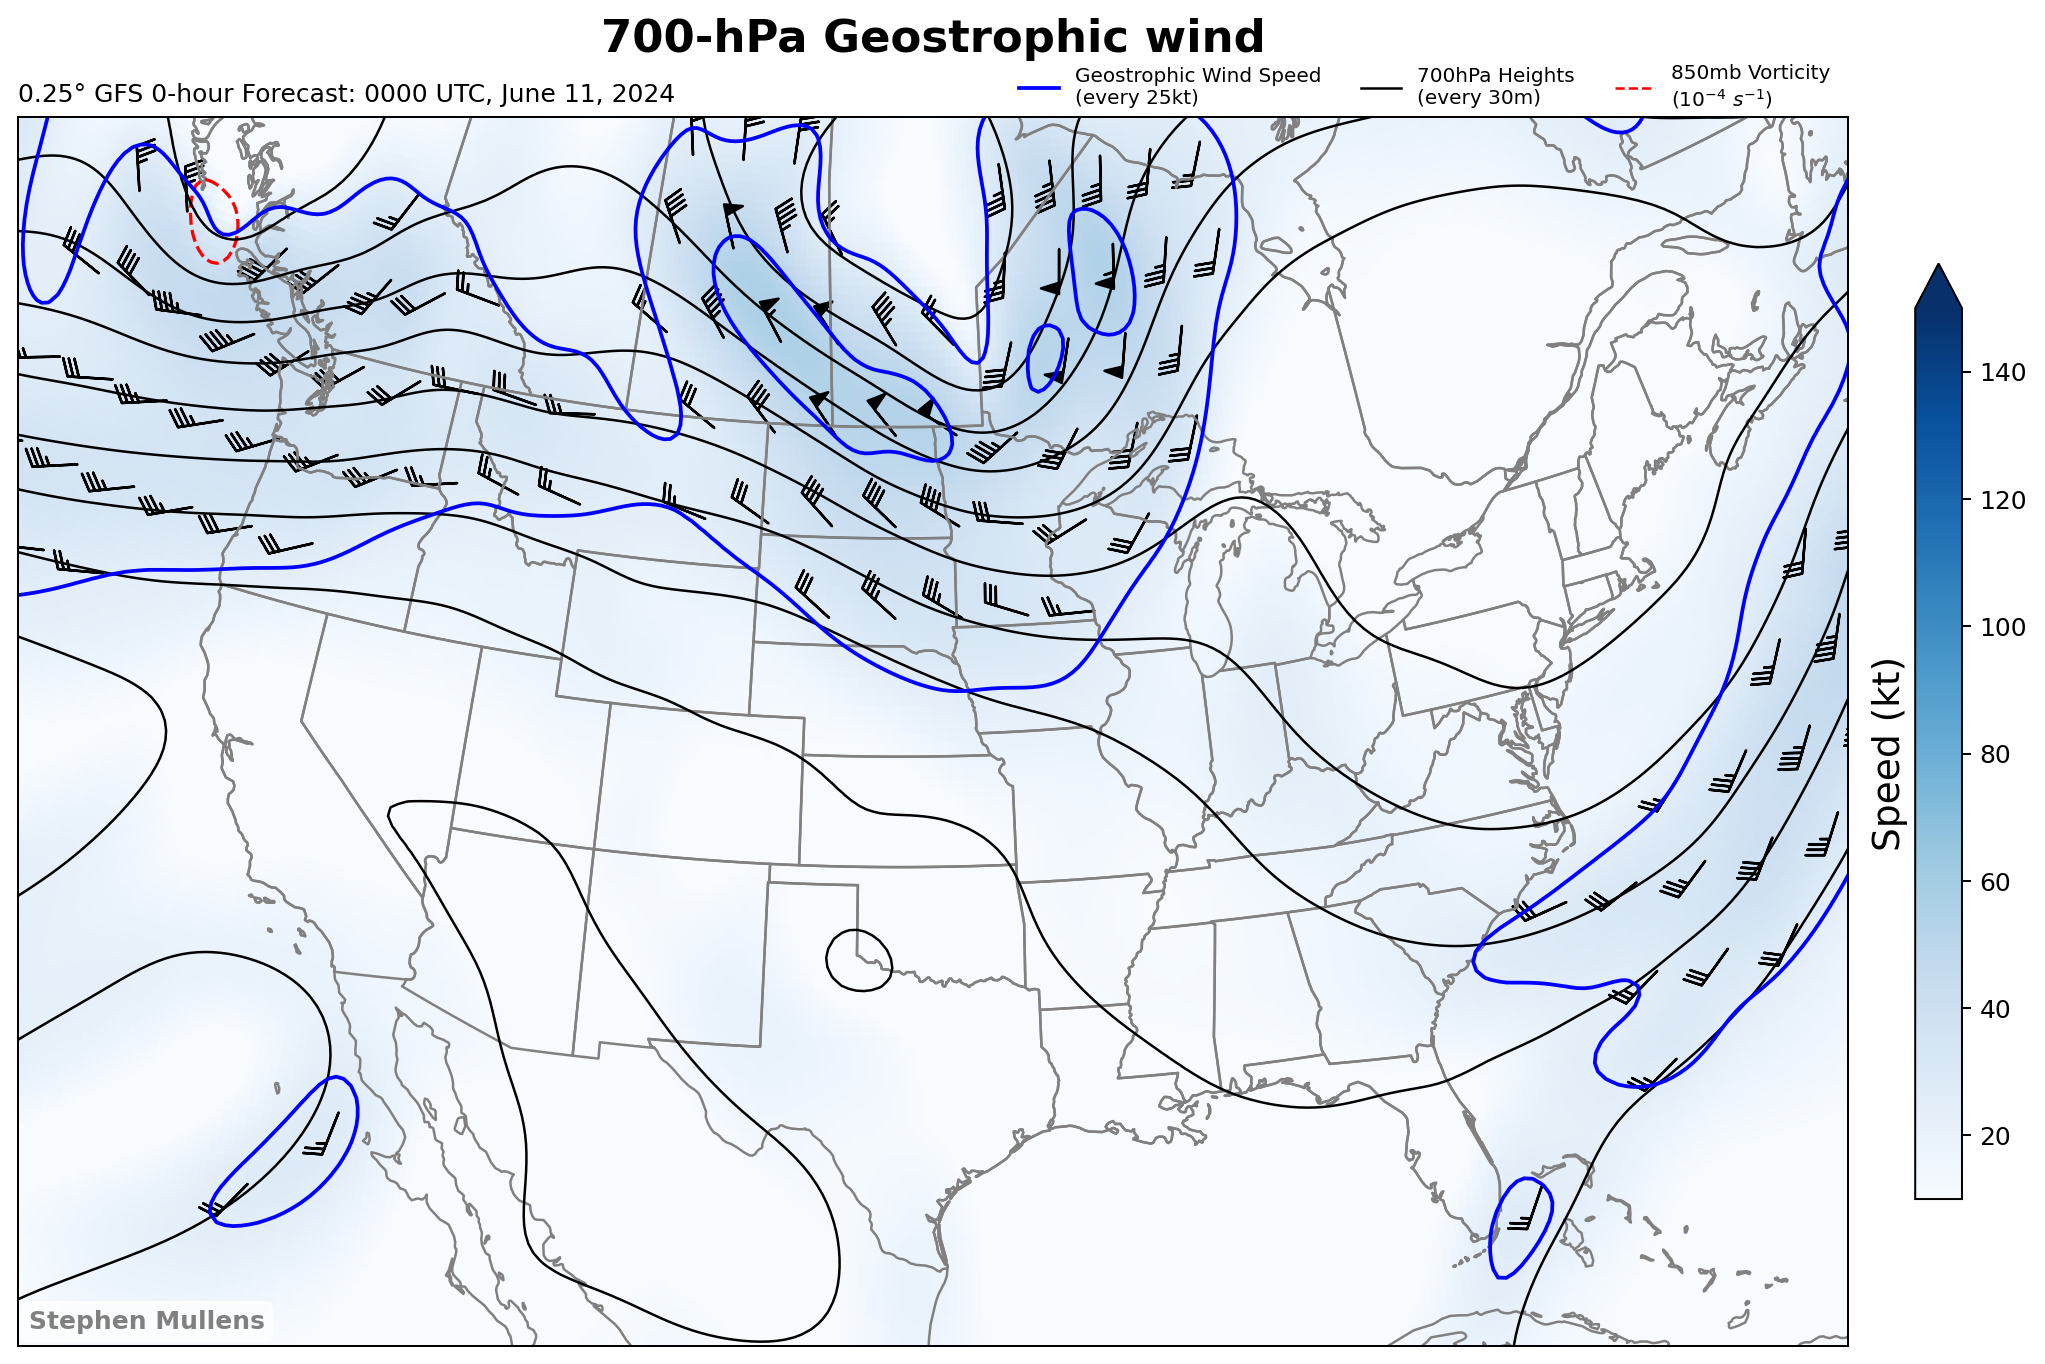 700-hPa Geostrophic wind
0.25° GFS 0-hour Forecast: 0000 UTC, June 11, 2024
Geostrophic Wind Speed
(every 25kt)
700hPa Heights
(every 30m)
850mb Vorticity
(10⁻⁴ s⁻¹)
140
120
100
80
60
40
20
Speed (kt)
Stephen Mullens